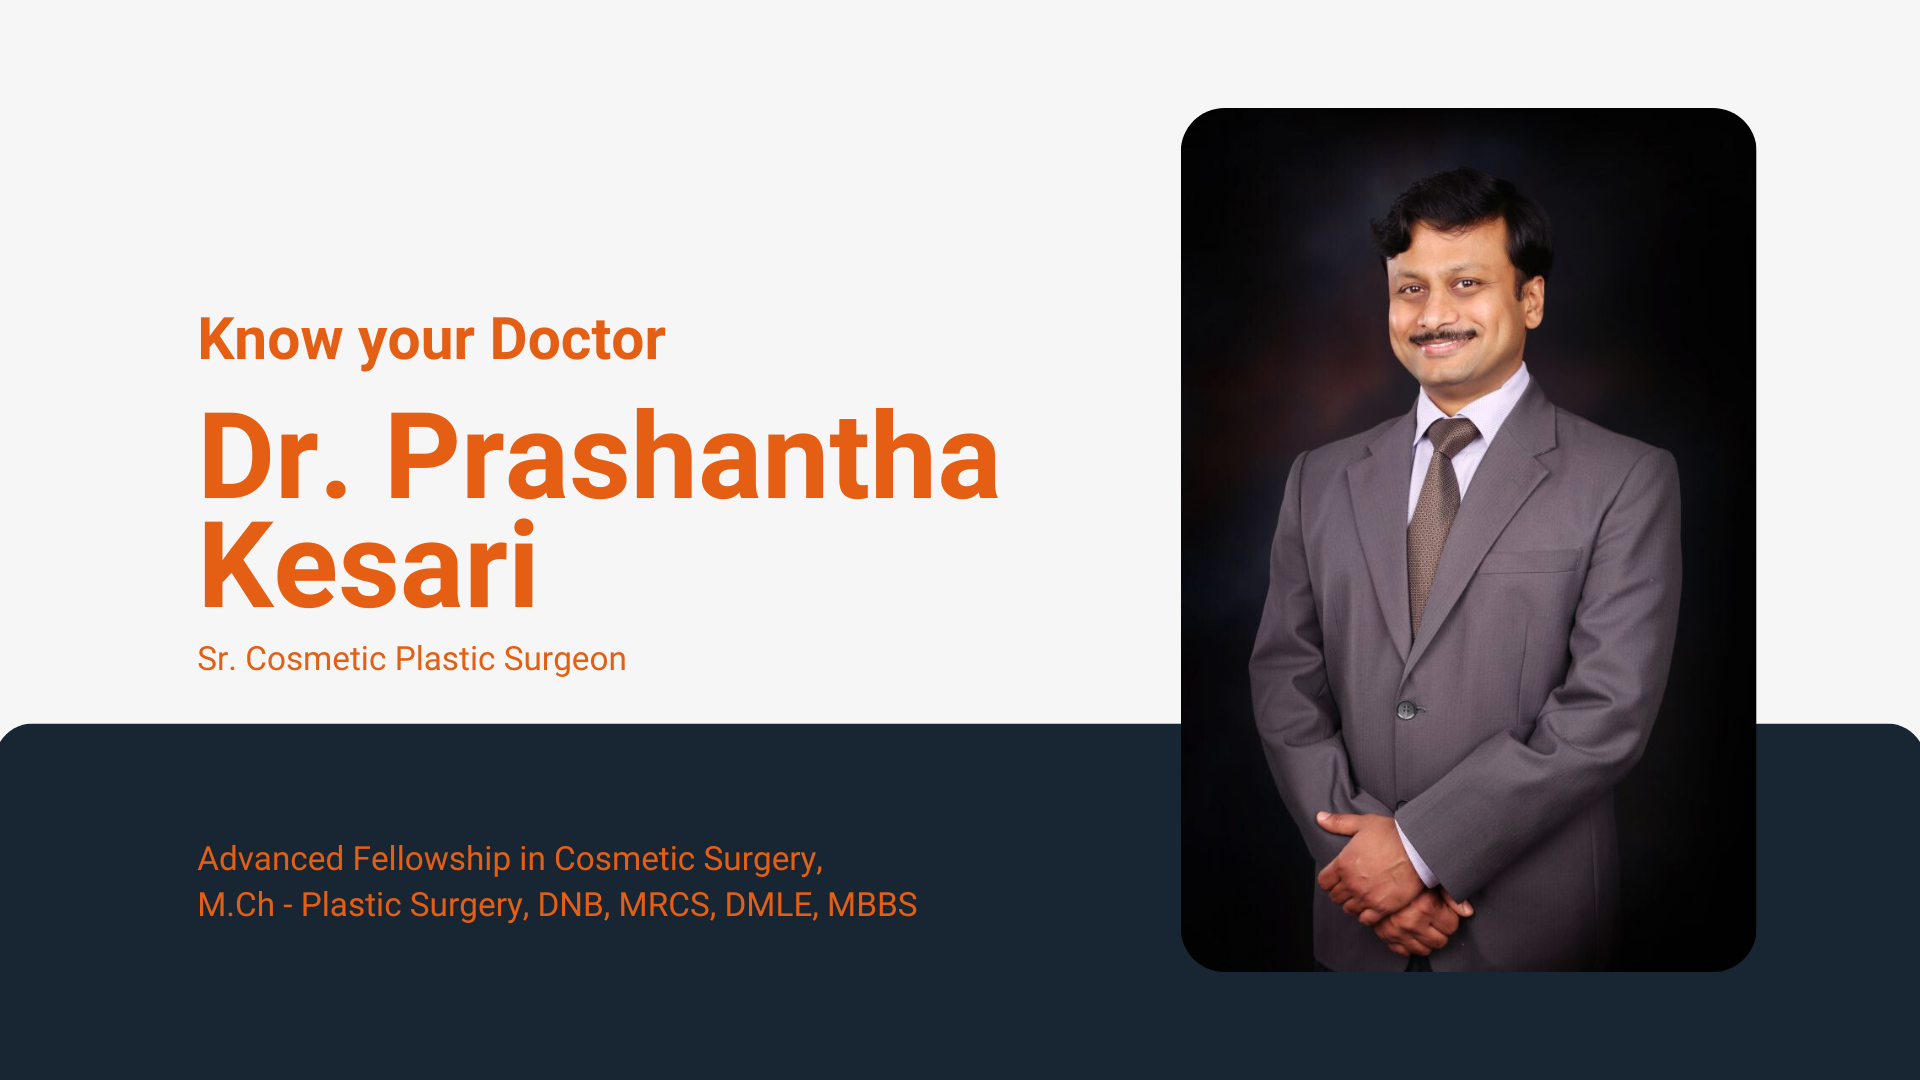 Know your Doctor
Dr. Prashantha
Kesari
Sr. Cosmetic Plastic Surgeon
Advanced Fellowship in Cosmetic Surgery,
M.Ch - Plastic Surgery, DNB, MRCS, DMLE, MBBS